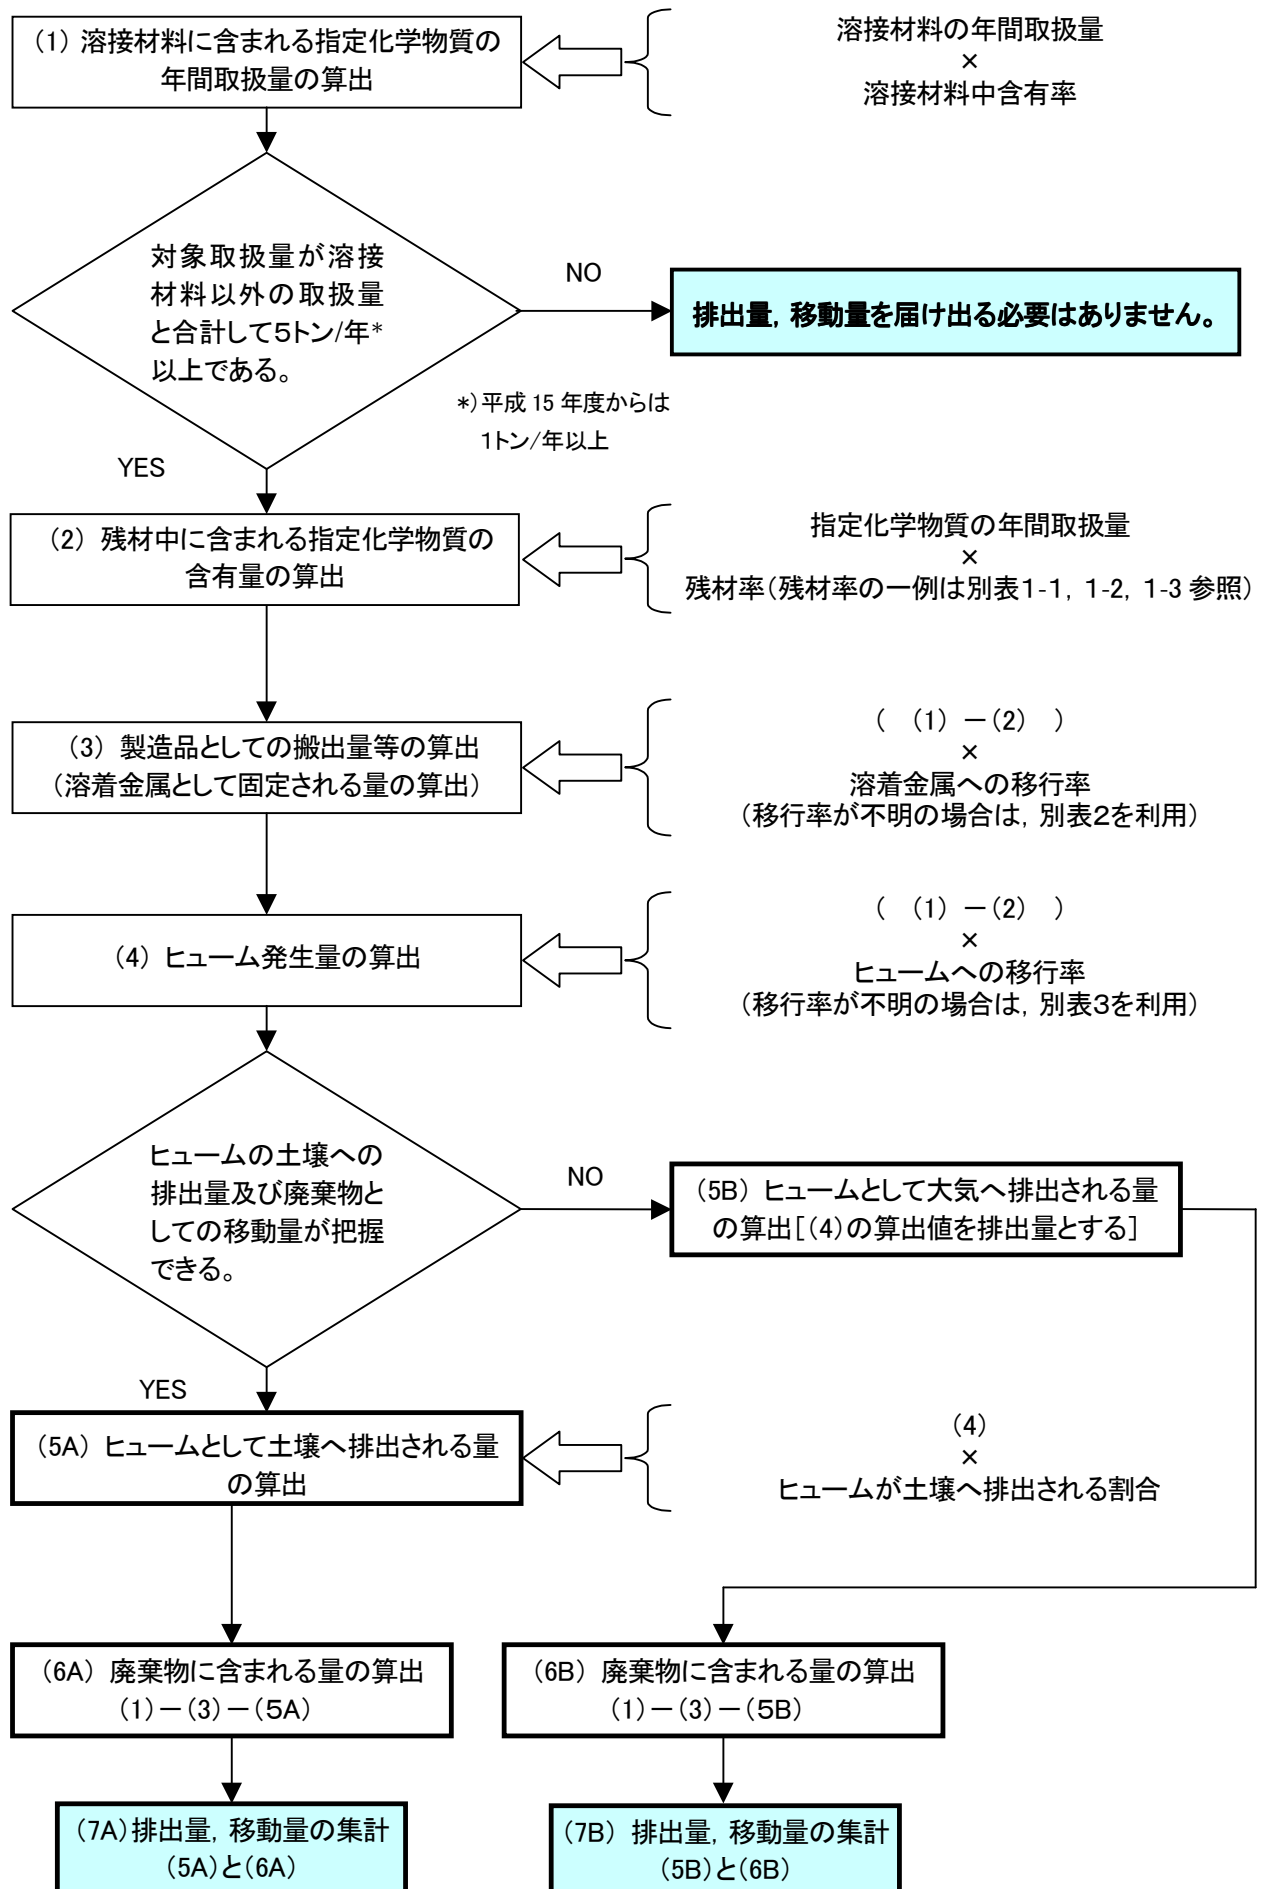 (1) 溶接材料に含まれる指定化学物質の
年間取扱量の算出
溶接材料の年間取扱量
×
溶接材料中含有率
対象取扱量が溶接
材料以外の取扱量
と合計して5トン/年*
以上である。
NO
排出量, 移動量を届け出る必要はありません。
*)平成 15 年度からは
1トン/年以上
YES
(2) 残材中に含まれる指定化学物質の
含有量の算出
指定化学物質の年間取扱量
×
残材率(残材率の一例は別表1-1, 1-2, 1-3 参照)
(3) 製造品としての搬出量等の算出
(溶着金属として固定される量の算出)
( (1) －(2) )
×
溶着金属への移行率
(移行率が不明の場合は, 別表2を利用)
(4) ヒューム発生量の算出
( (1) －(2) )
×
ヒュームへの移行率
(移行率が不明の場合は, 別表3を利用)
ヒュームの土壌への
排出量及び廃棄物と
しての移動量が把握
できる。
NO
(5B) ヒュームとして大気へ排出される量
の算出[(4)の算出値を排出量とする]
YES
(5A) ヒュームとして土壌へ排出される量
の算出
(4)
×
ヒュームが土壌へ排出される割合
(6A) 廃棄物に含まれる量の算出
(1)－(3)－(5A)
(6B) 廃棄物に含まれる量の算出
(1)－(3)－(5B)
(7A)排出量, 移動量の集計
(5A)と(6A)
(7B) 排出量, 移動量の集計
(5B)と(6B)